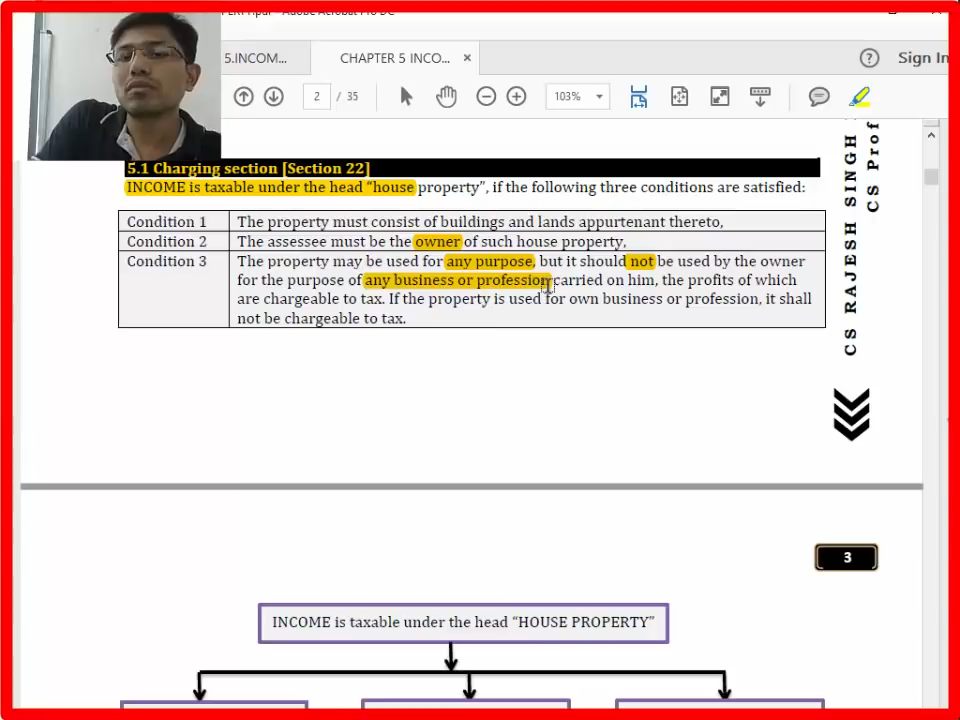 5.INCOM...
CHAPTER 5 INCO...
×
Sign In
2 / 35
103%
5.1 Charging section [Section 22]
INCOME is taxable under the head “house property”, if the following three conditions are satisfied:
Condition 1 The property must consist of buildings and lands appurtenant thereto,
Condition 2 The assessee must be the owner of such house property,
Condition 3 The property may be used for any purpose, but it should not be used by the owner
for the purpose of any business or profession carried on him, the profits of which
are chargeable to tax. If the property is used for own business or profession, it shall
not be chargeable to tax.
CS RAJESH SINGH
CS Prof
3
INCOME is taxable under the head “HOUSE PROPERTY”